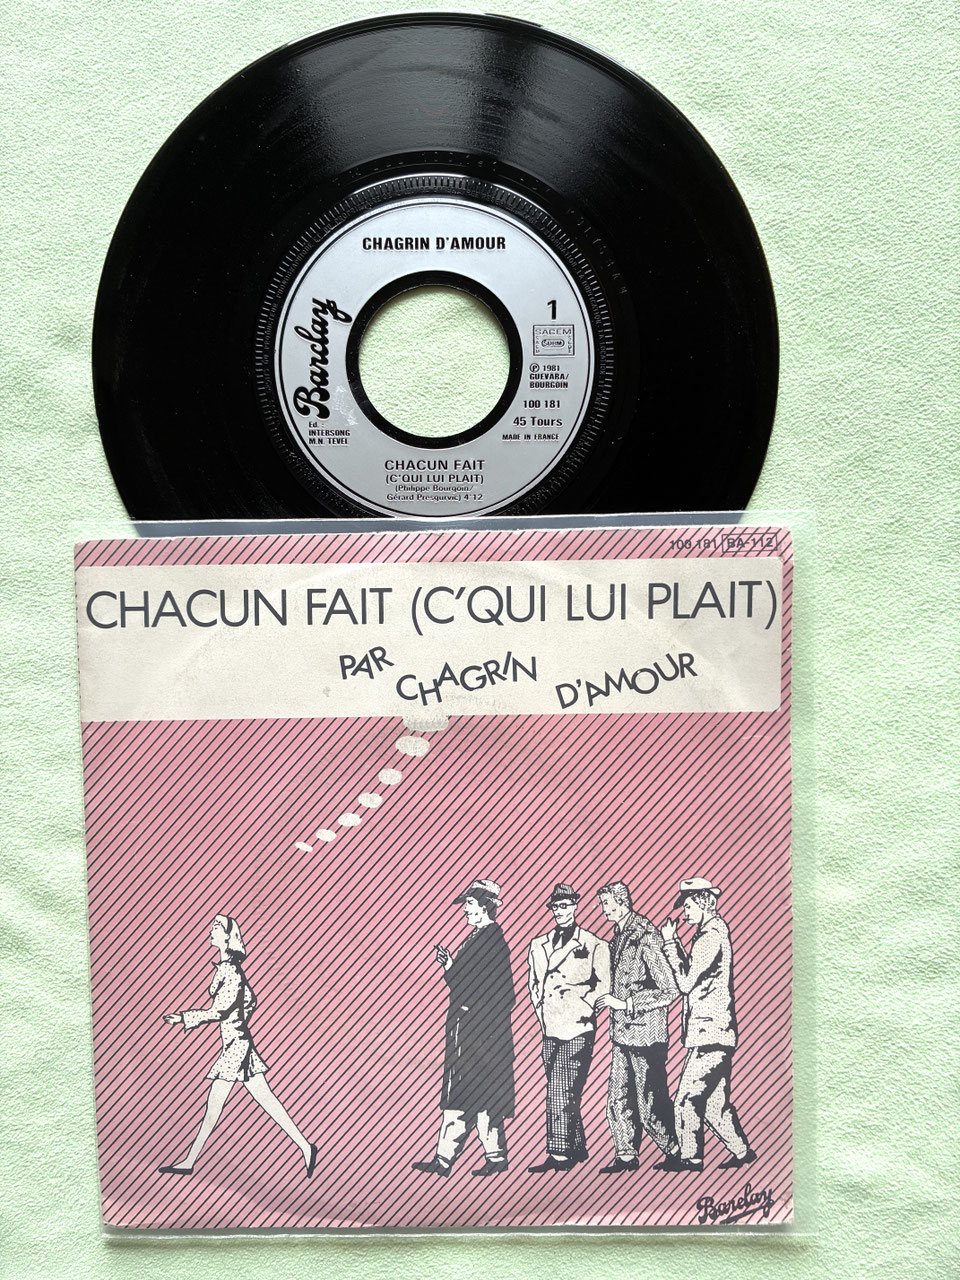 CHAGRIN D'AMOUR
Barclay
1
SACEM
SDRM
℗ 1981
GUEVARA/
BOURGOIN
100 181
45 Tours
MADE IN FRANCE
Ed. :
INTERSONG
M.N. TEVEL
CHACUN FAIT
(C'QUI LUI PLAIT)
(Philippe Bourgoin/
Gérard Presgurvic) 4'12
100.181 BA-112
CHACUN FAIT (C'QUI LUI PLAIT)
PAR CHAGRIN D'AMOUR
Barclay